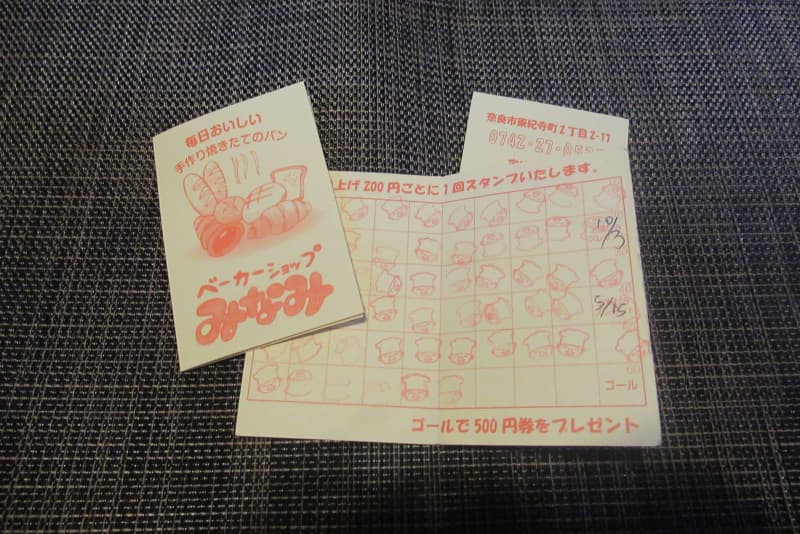 毎日おいしい
手作り焼きたてのパン
ベーカーショップ
みなみ
奈良市東紀寺町2丁目2-17
0742-27-0
上げ200円ごとに1回スタンプいたします。
10/3
5/15
ゴール
ゴールで500円券をプレゼント